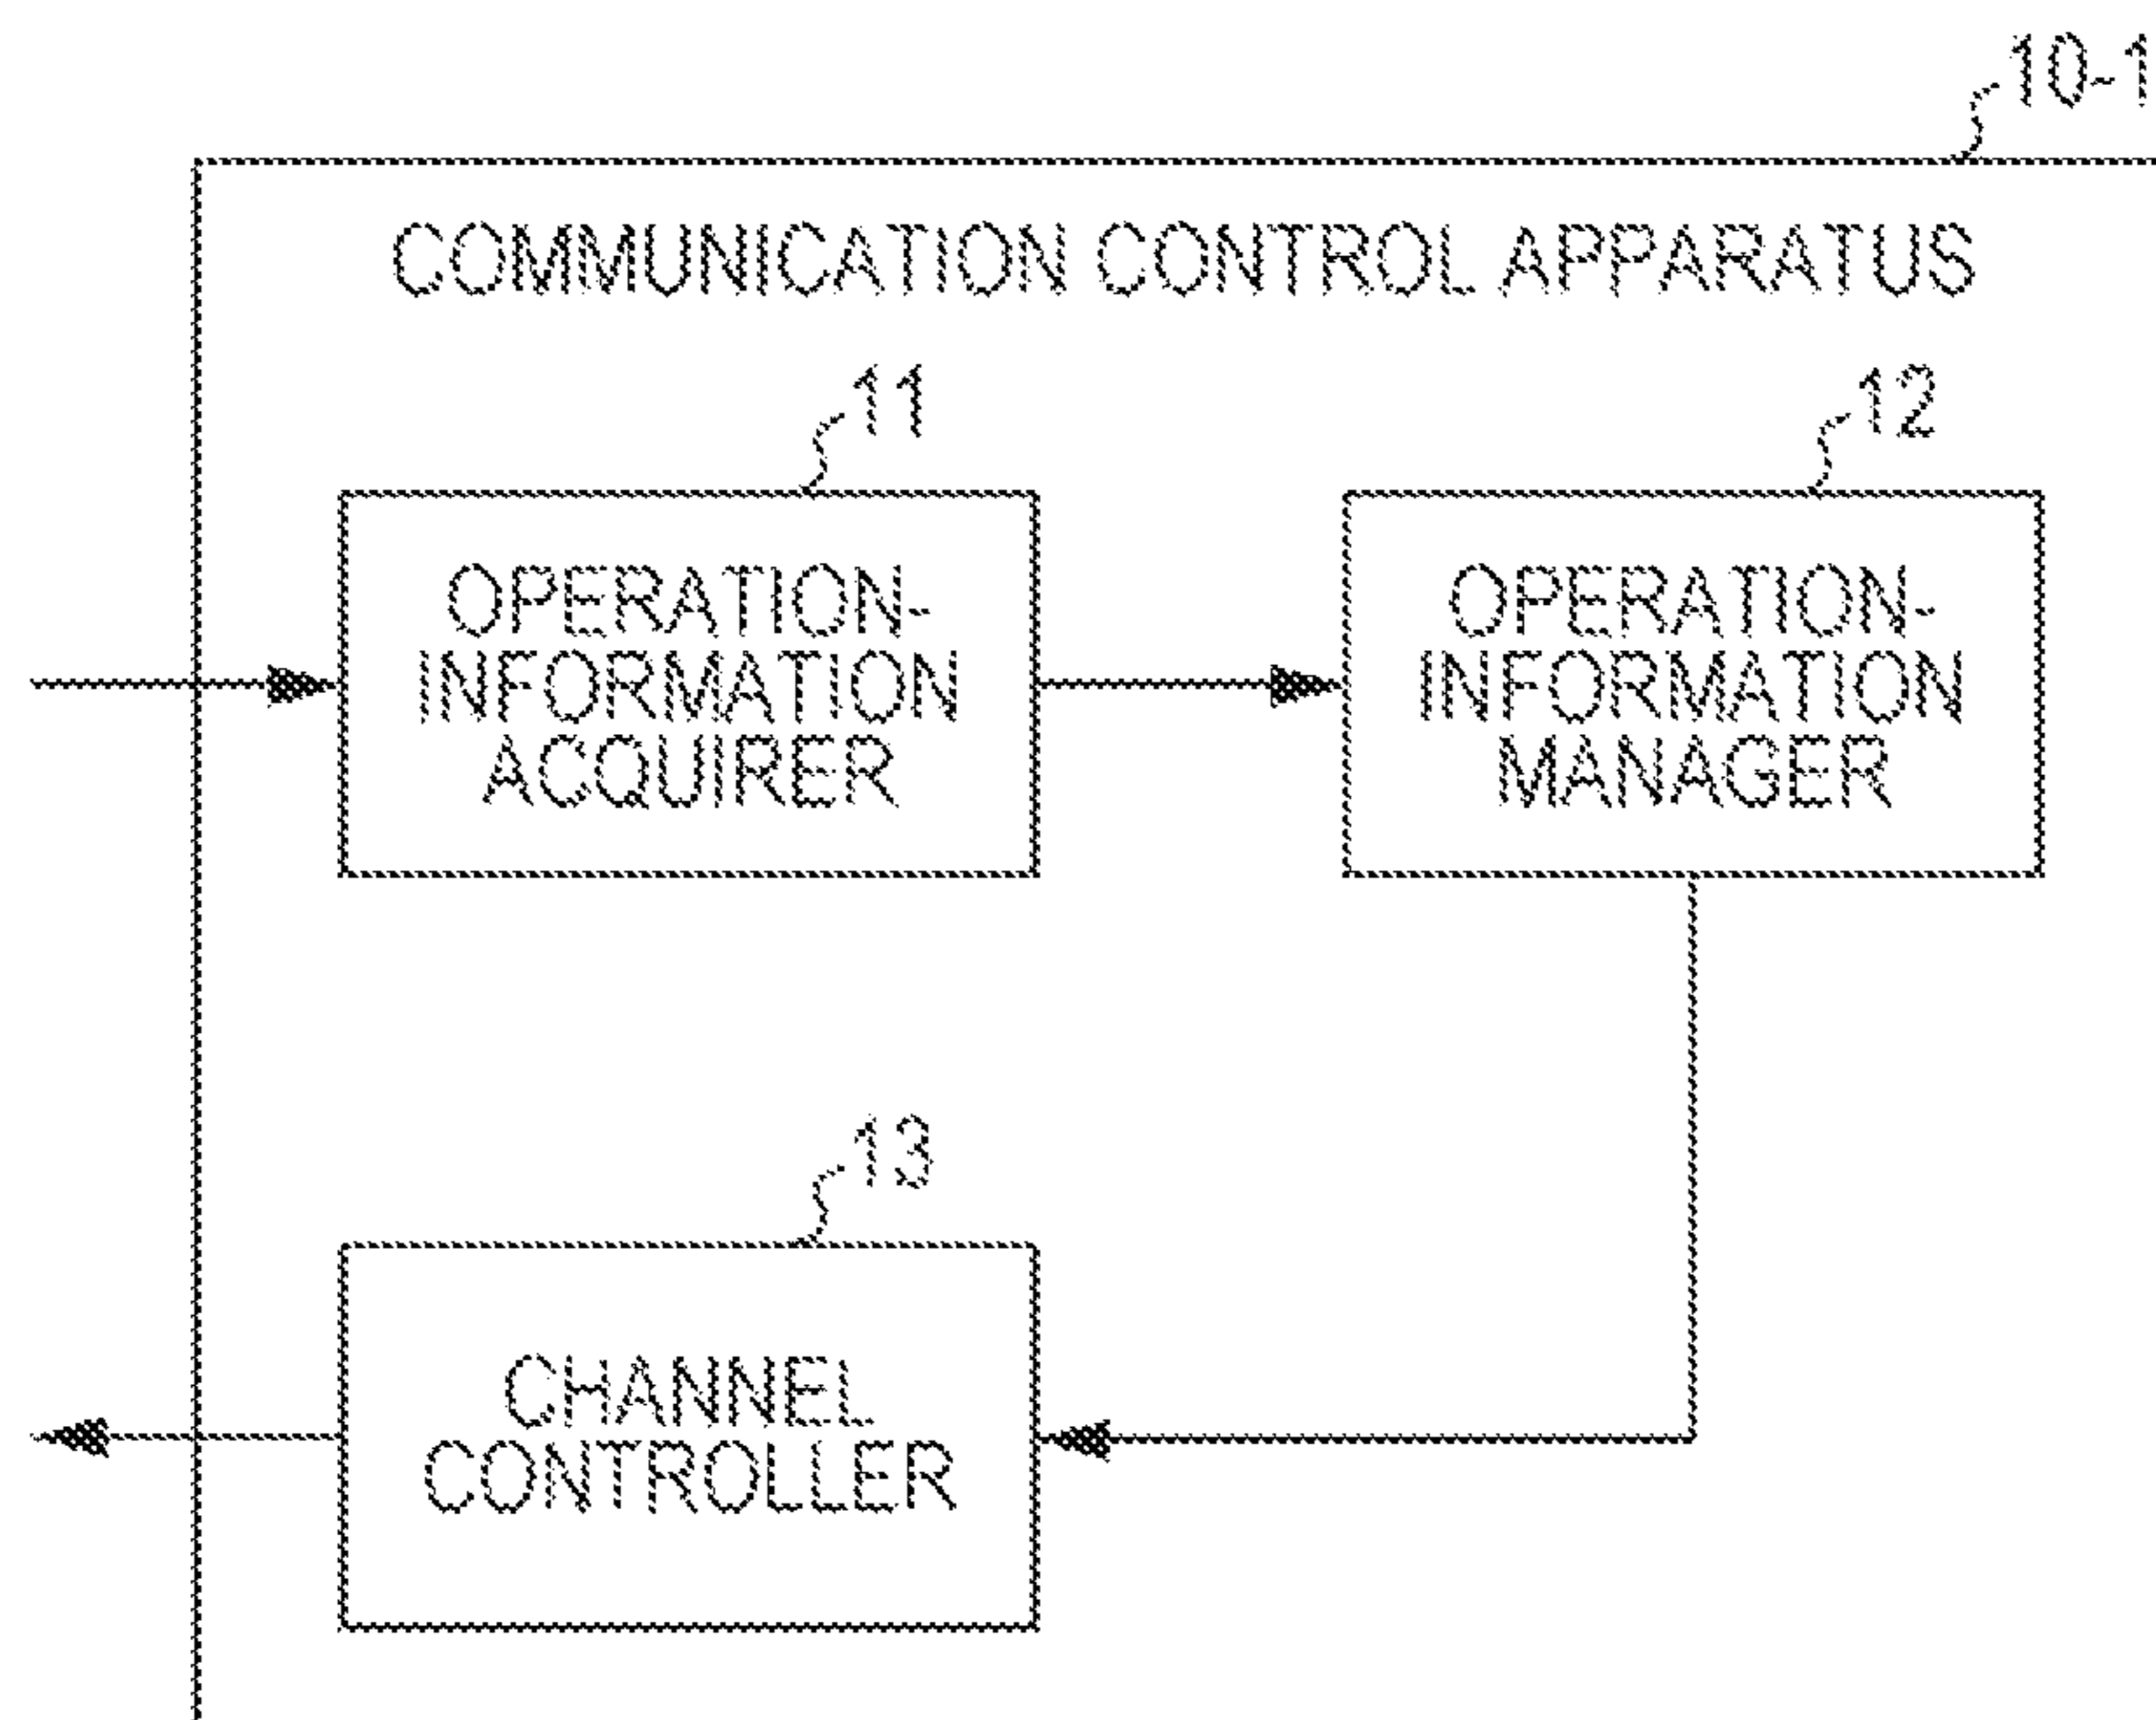 10-1
COMMUNICATION CONTROL APPARATUS
11
12
OPERATION-
INFORMATION
ACQUIRER
OPERATION-
INFORMATION
MANAGER
13
CHANNEL
CONTROLLER